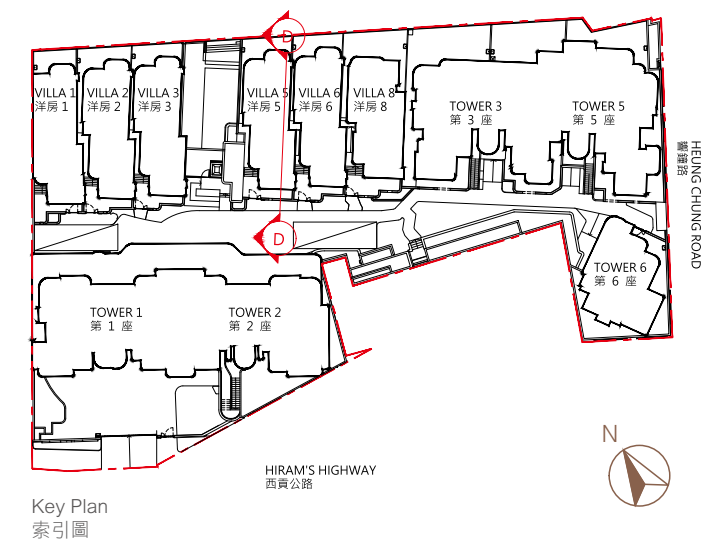 D
VILLA 1
洋房 1
VILLA 2
洋房 2
VILLA 3
洋房 3
VILLA 5
洋房 5
VILLA 6
洋房 6
VILLA 8
洋房 8
TOWER 3
第 3 座
TOWER 5
第 5 座
HEUNG CHUNG ROAD
響鐘路
D
TOWER 6
第 6 座
TOWER 1
第 1 座
TOWER 2
第 2 座
HIRAM'S HIGHWAY
西貢公路
N
Key Plan
索引圖